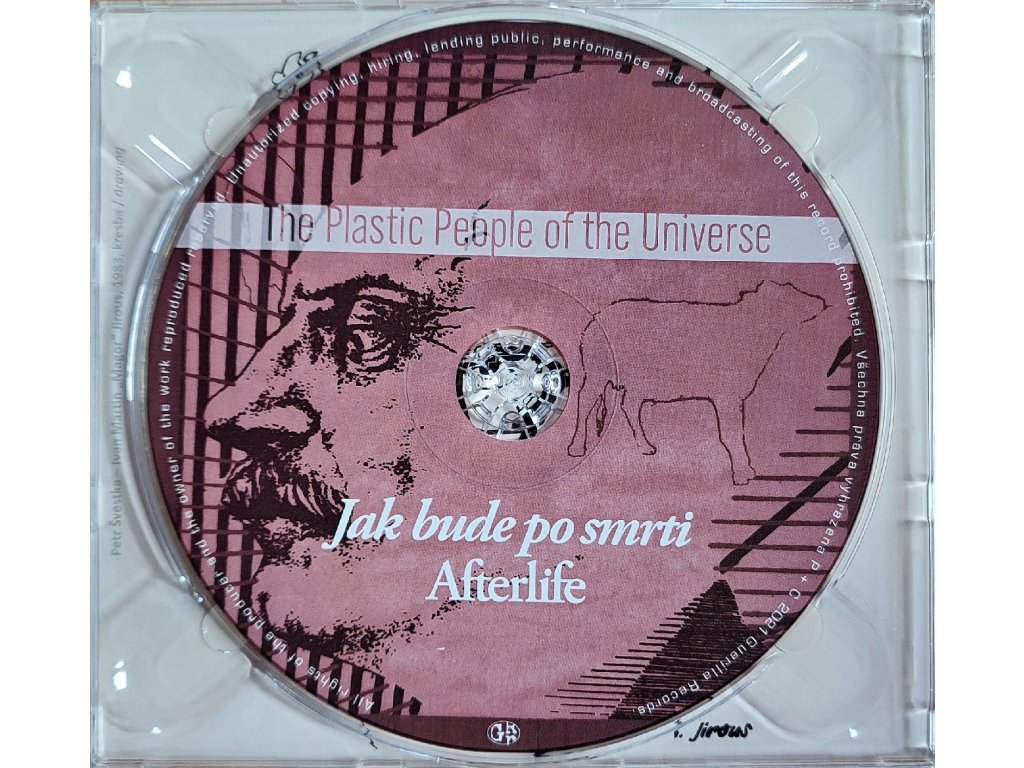 All rights of the producer and the owner of the work reproduced reserved. Unauthorized copying, hiring, lending public, performance and broadcasting of this record prohibited. Všechna práva vyhrazena P + C 2021 Guerilla Records.
The Plastic People of the Universe
Jak bude po smrti
Afterlife
Petr Švestka - Ivan Martin „Magor“ Jirous, 1983, kresba / drawing
Jirous